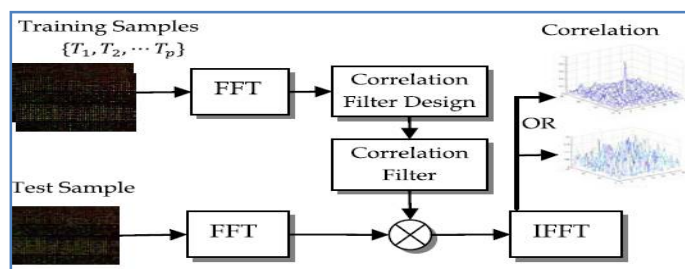 Training Samples
{T₁, T₂, ⋯ Tₚ}
FFT
Correlation
Filter Design
Correlation
OR
Correlation
Filter
Test Sample
FFT
IFFT